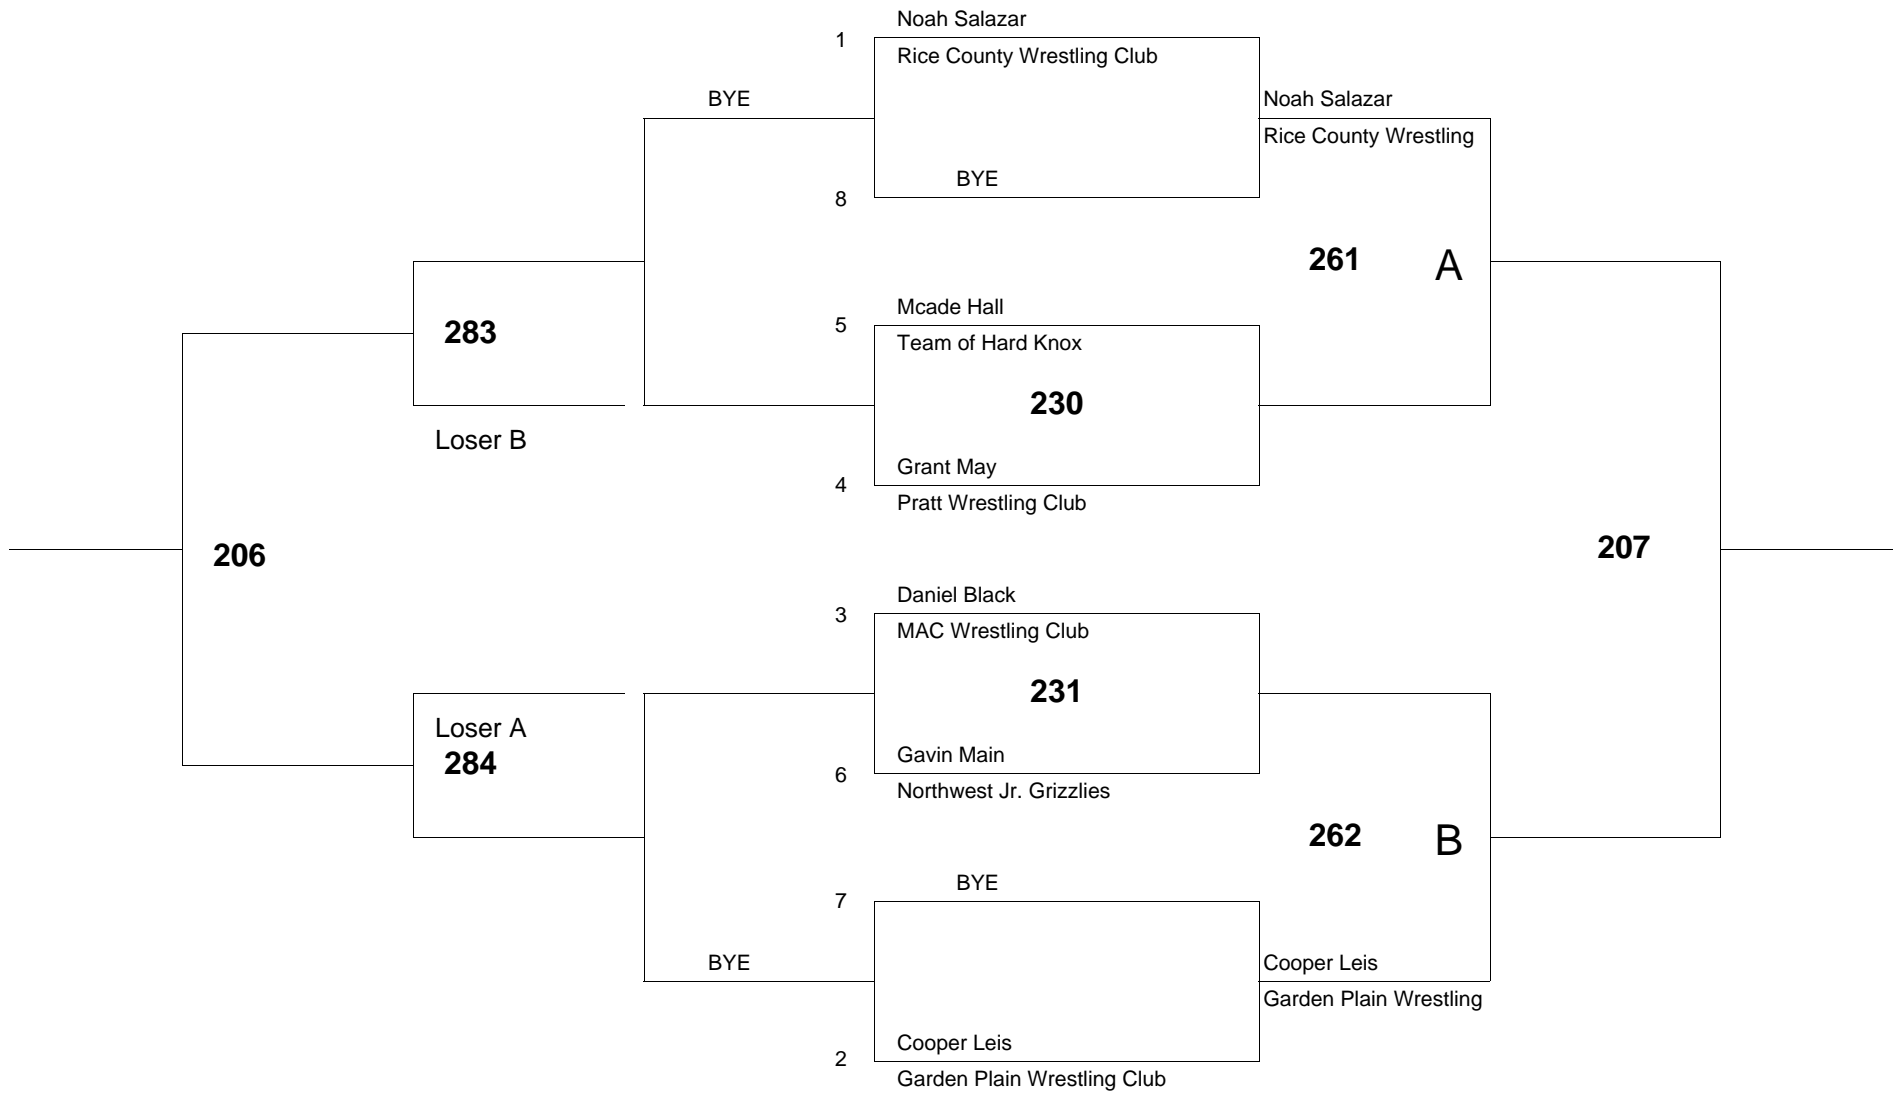 Noah Salazar
1
Rice County Wrestling Club
BYE
Noah Salazar
Rice County Wrestling
BYE
8
261
A
Mcade Hall
5
283
Team of Hard Knox
230
Loser B
Grant May
4
Pratt Wrestling Club
206
207
Daniel Black
3
MAC Wrestling Club
231
Loser A
284
Gavin Main
6
Northwest Jr. Grizzlies
262
B
BYE
7
BYE
Cooper Leis
Garden Plain Wrestling
Cooper Leis
2
Garden Plain Wrestling Club